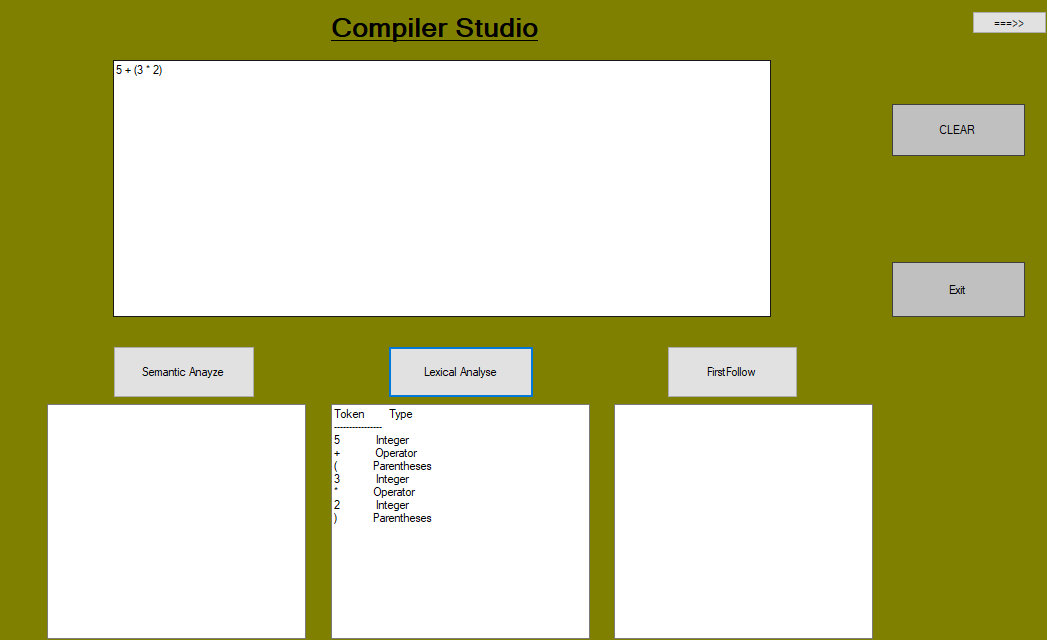 Compiler Studio
===>>
5 + (3 * 2)
CLEAR
Exit
Semantic Anayze
Lexical Analyse
FirstFollow
Token Type
----------------
5 Integer
+ Operator
( Parentheses
3 Integer
* Operator
2 Integer
) Parentheses